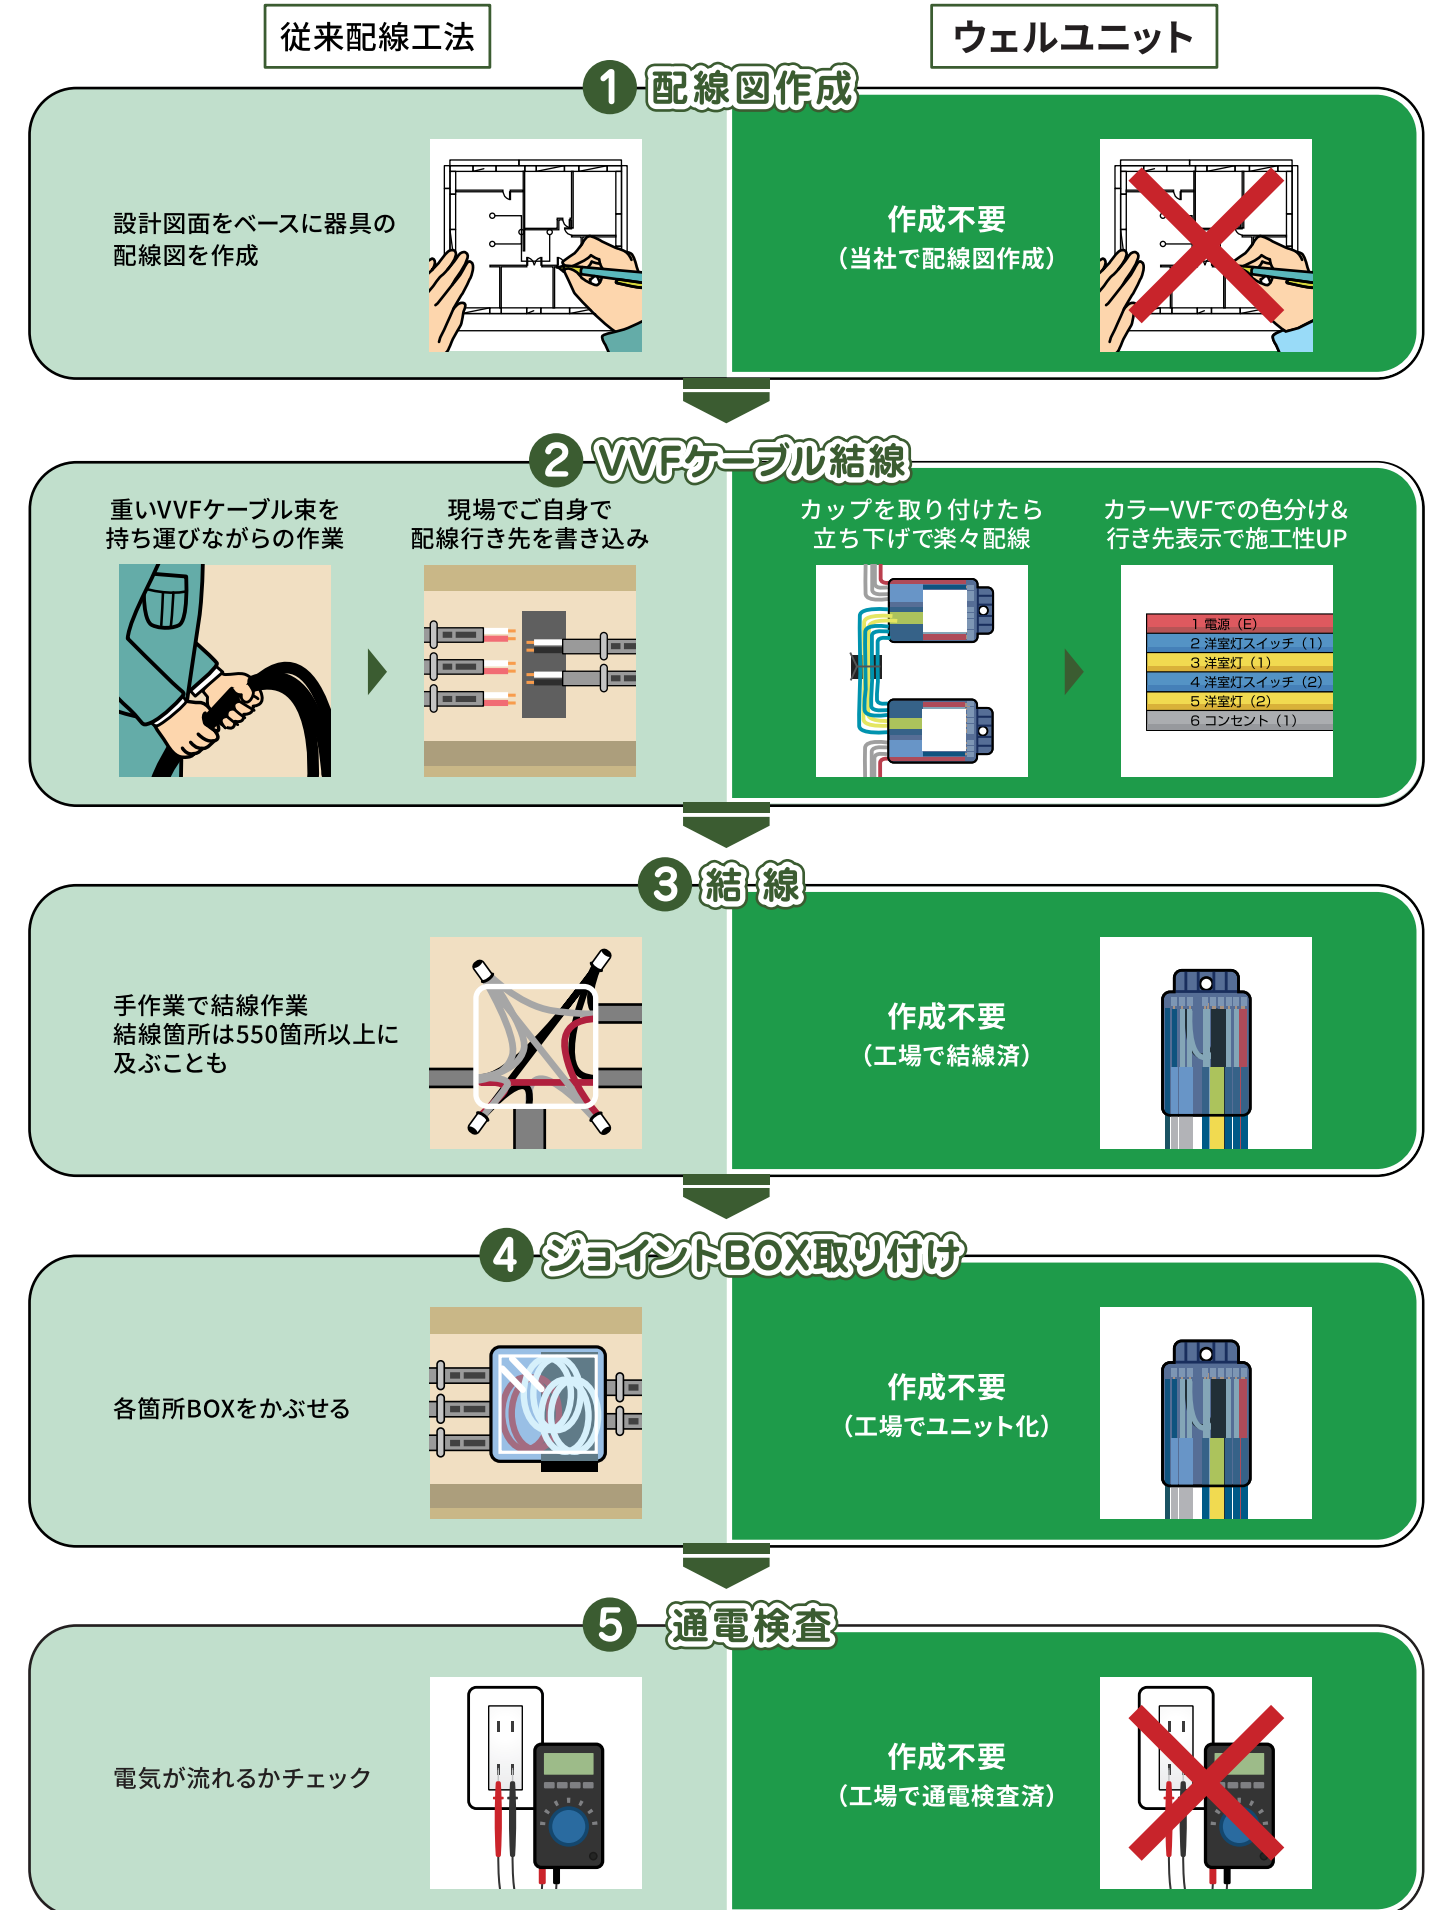 従来配線工法
ウェルユニット
1 配線図作成
設計図面をベースに器具の
配線図を作成
作成不要
（当社で配線図作成）
2 VVFケーブル結線
重いVVFケーブル束を
持ち運びながらの作業
現場でご自身で
配線行き先を書き込み
カップを取り付けたら
立ち下げで楽々配線
カラーVVFでの色分け&
行き先表示で施工性UP
1 電源（E）
2 洋室灯スイッチ（1）
3 洋室灯（1）
4 洋室灯スイッチ（2）
5 洋室灯（2）
6 コンセント（1）
3 結線
手作業で結線作業
結線箇所は550箇所以上に
及ぶことも
作成不要
（工場で結線済）
4 ジョイントBOX取り付け
各箇所BOXをかぶせる
作成不要
（工場でユニット化）
5 通電検査
電気が流れるかチェック
作成不要
（工場で通電検査済）